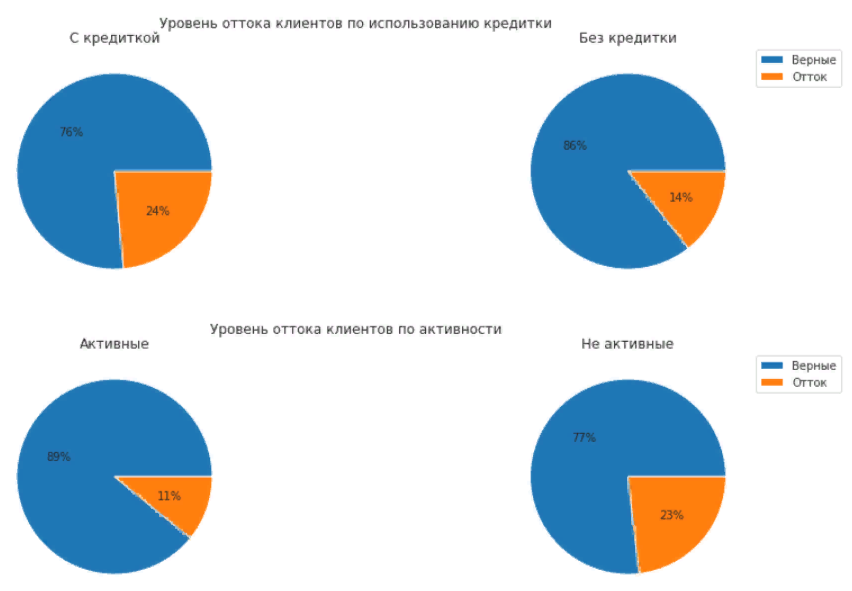 Уровень оттока клиентов по использованию кредитки
С кредиткой
Без кредитки
Верные
Отток
76%
24%
86%
14%
Уровень оттока клиентов по активности
Активные
Не активные
Верные
Отток
89%
11%
77%
23%